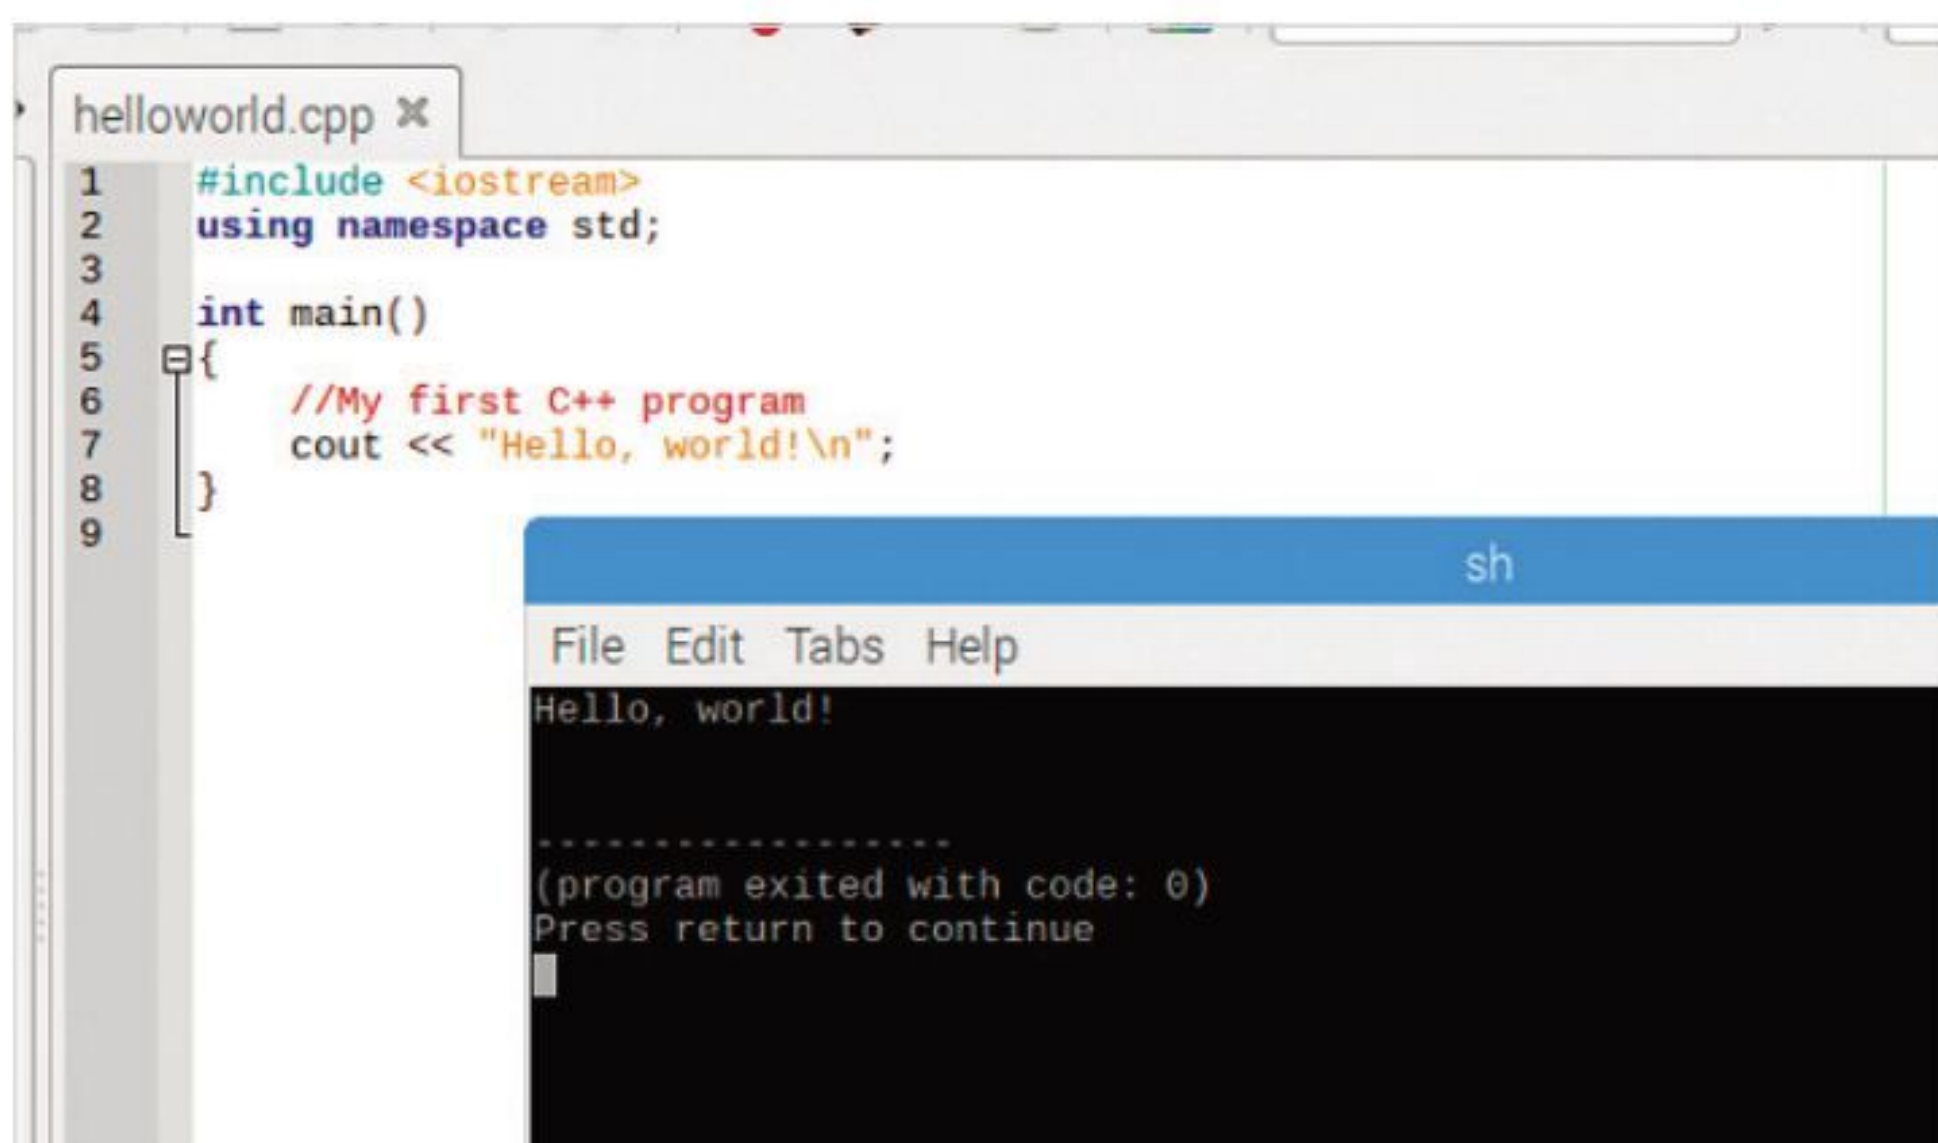 helloworld.cpp
1 #include <iostream>
2 using namespace std;
3
4 int main()
5 {
6 //My first C++ program
7 cout << "Hello, world!\n";
8 }
9
sh
File Edit Tabs Help
Hello, world!
------------------
(program exited with code: 0)
Press return to continue